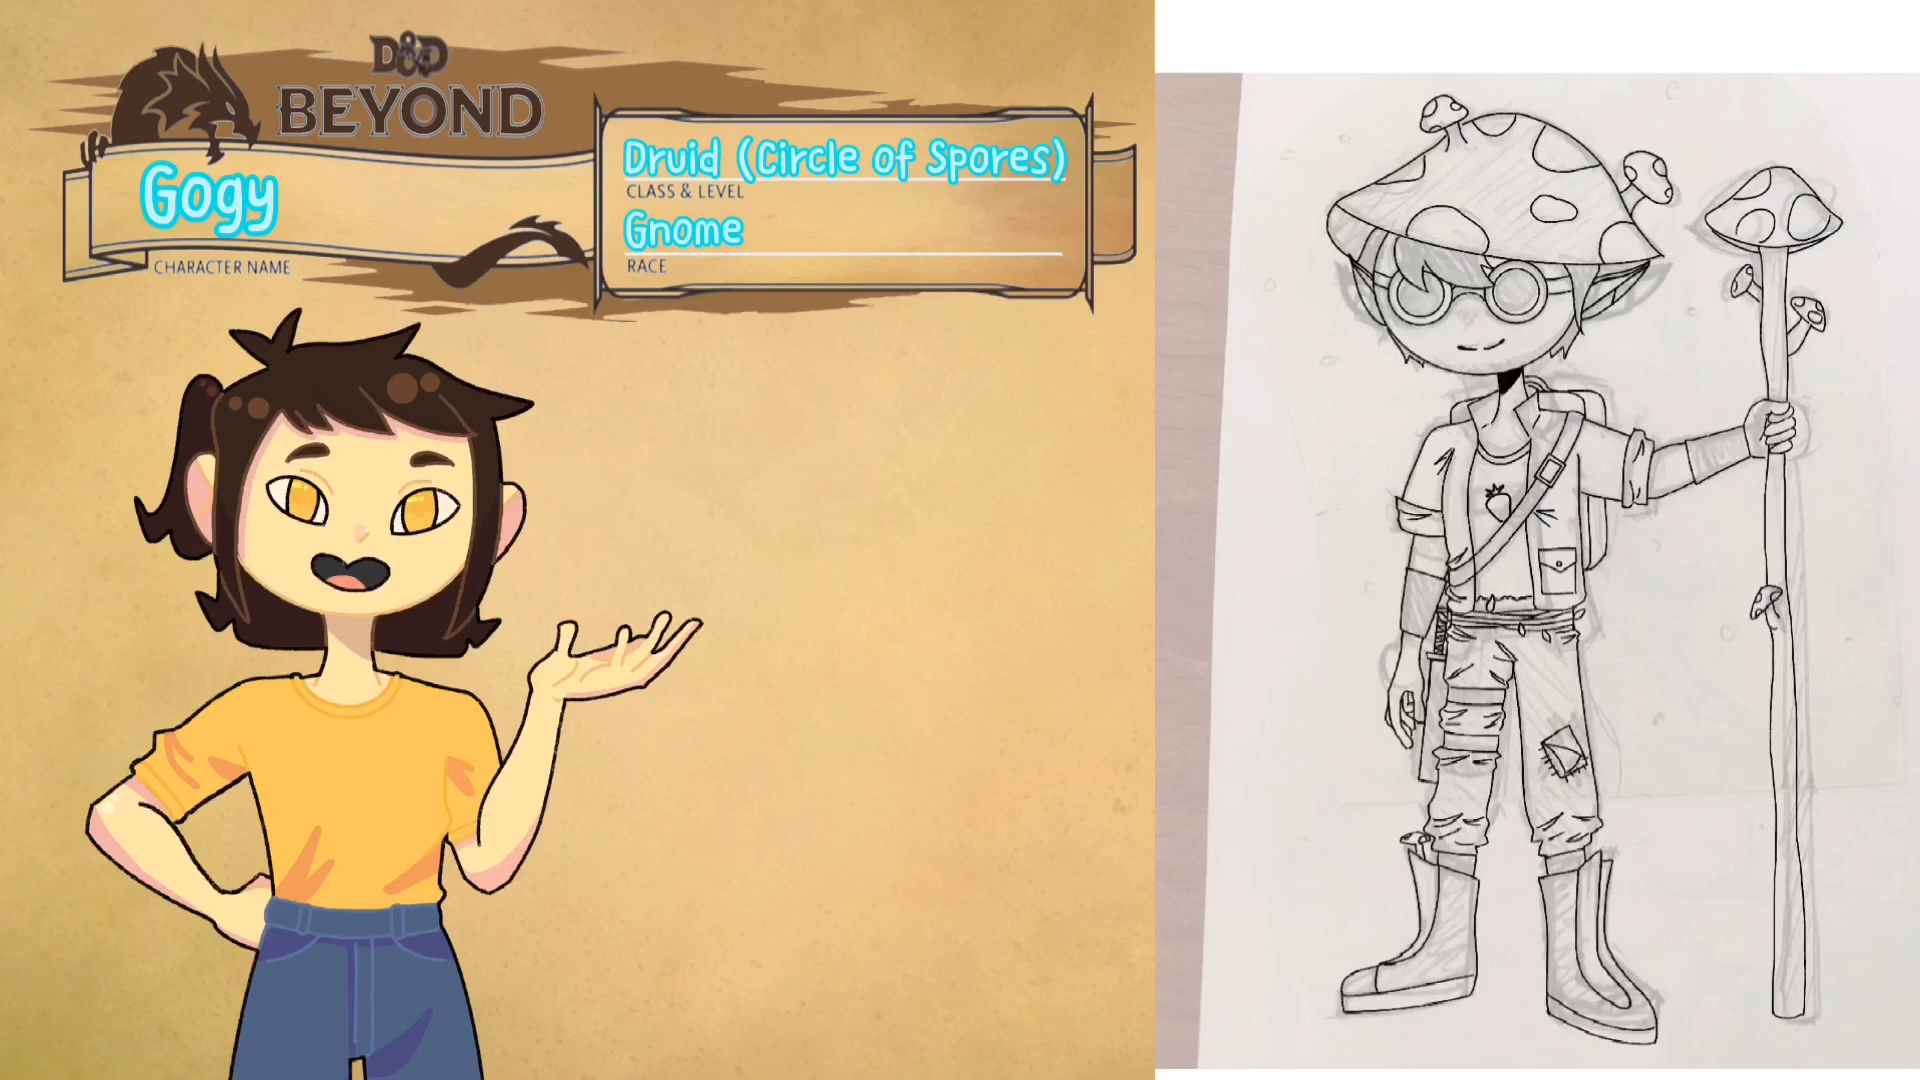 D&D
BEYOND
Gogy
CHARACTER NAME
Druid (Circle of Spores)
CLASS & LEVEL
Gnome
RACE